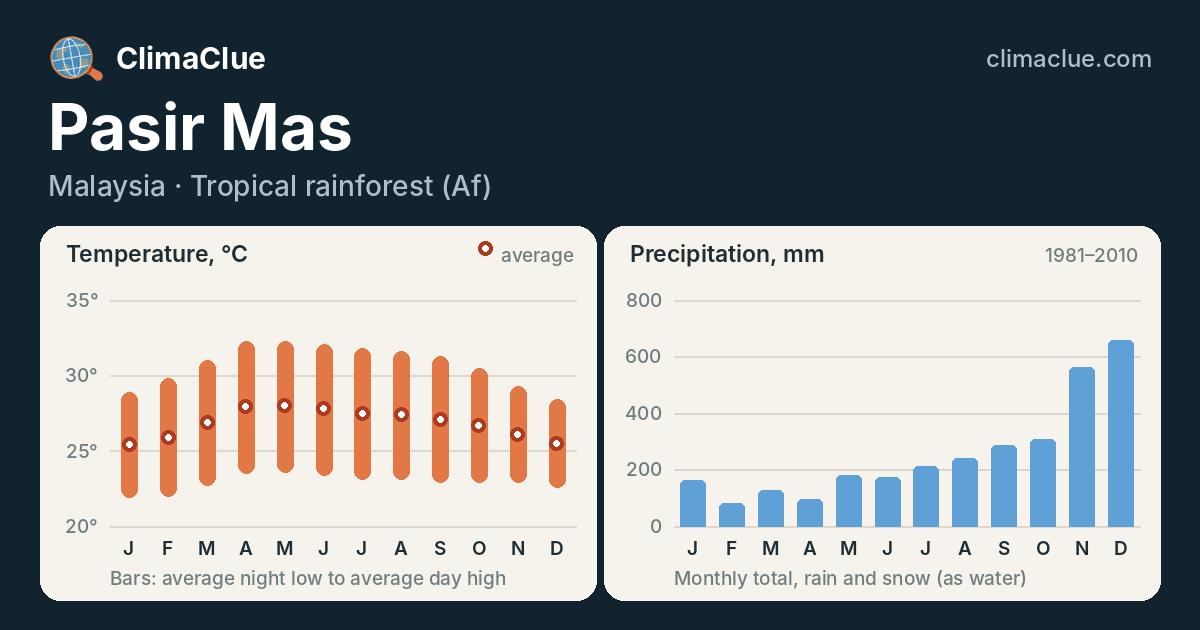 ClimaClue
climaclue.com
Pasir Mas
Malaysia · Tropical rainforest (Af)
Temperature, °C
average
35°
30°
25°
20°
J F M A M J J A S O N D
Bars: average night low to average day high
Precipitation, mm
1981–2010
800
600
400
200
0
J F M A M J J A S O N D
Monthly total, rain and snow (as water)